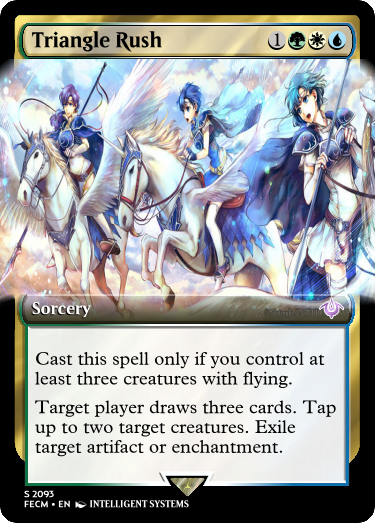 Triangle Rush 1
Sorcery
Cast this spell only if you control at
least three creatures with flying.
Target player draws three cards. Tap
up to two target creatures. Exile
target artifact or enchantment.
S 2093
FECM • EN INTELLIGENT SYSTEMS